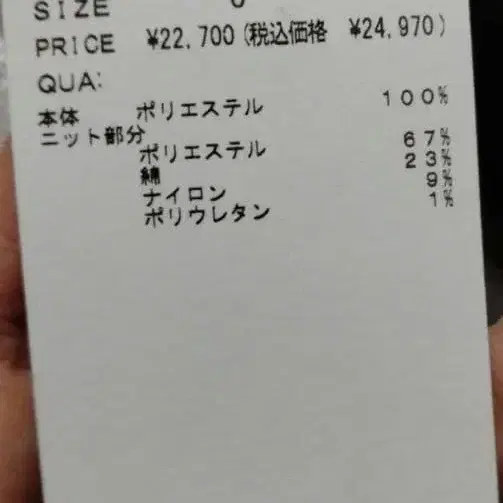 SIZE
PRICE ¥22,700(税込価格 ¥24,970)
QUA:
本体 ポリエステル 100%
ニット部分
ポリエステル 67%
綿 23%
ナイロン 9%
ポリウレタン 1%